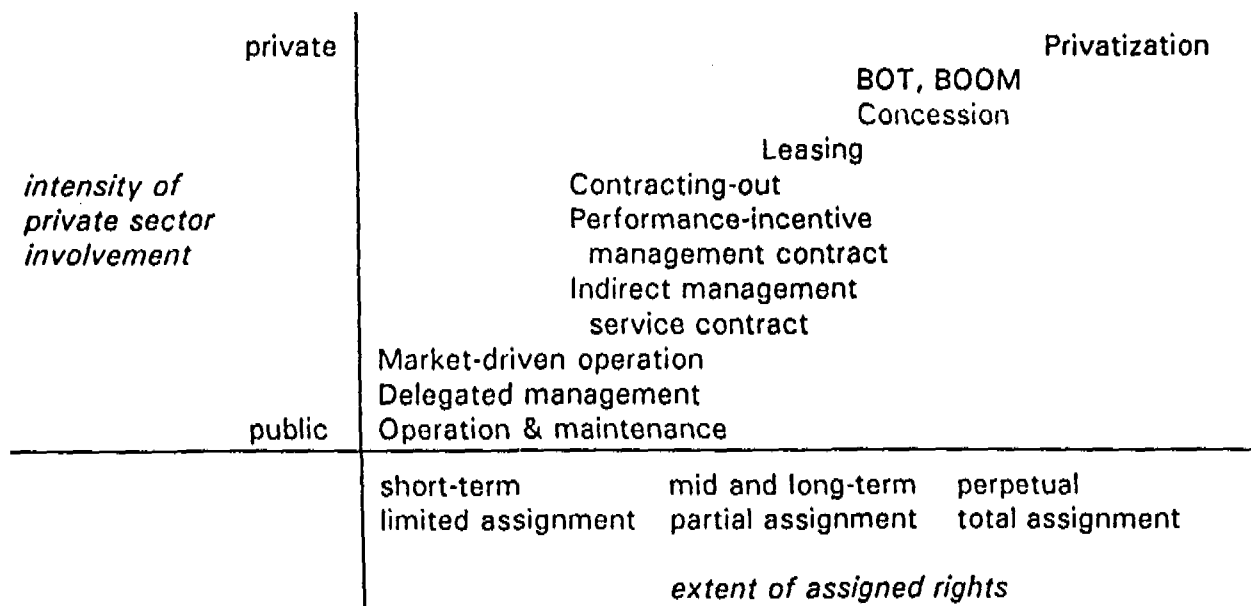 private Privatization
BOT, BOOM
Concession
Leasing
intensity of Contracting-out
private sector Performance-incentive
involvement management contract
Indirect management
service contract
Market-driven operation
Delegated management
public Operation & maintenance
short-term mid and long-term perpetual
limited assignment partial assignment total assignment
extent of assigned rights